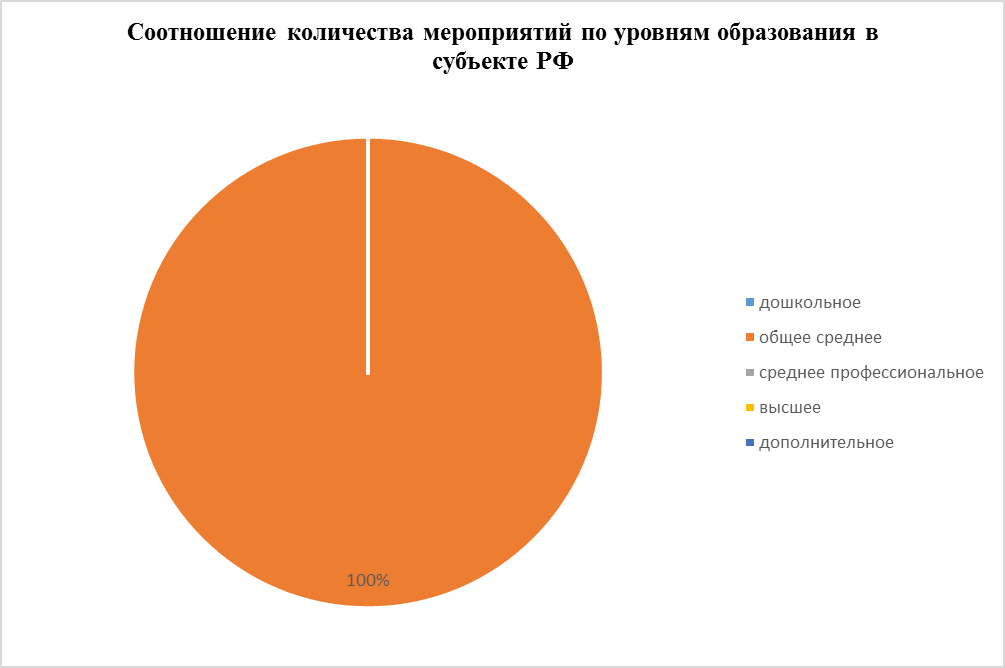 Соотношение количества мероприятий по уровням образования в
субъекте РФ
дошкольное
общее среднее
среднее профессиональное
высшее
дополнительное
100%